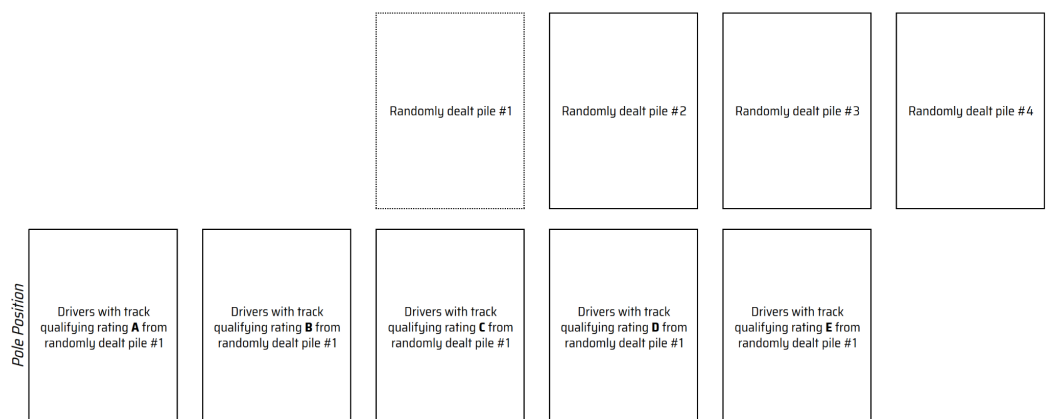 Randomly dealt pile #1
Randomly dealt pile #2
Randomly dealt pile #3
Randomly dealt pile #4
Pole Position
Drivers with track
qualifying rating A from
randomly dealt pile #1
Drivers with track
qualifying rating B from
randomly dealt pile #1
Drivers with track
qualifying rating C from
randomly dealt pile #1
Drivers with track
qualifying rating D from
randomly dealt pile #1
Drivers with track
qualifying rating E from
randomly dealt pile #1